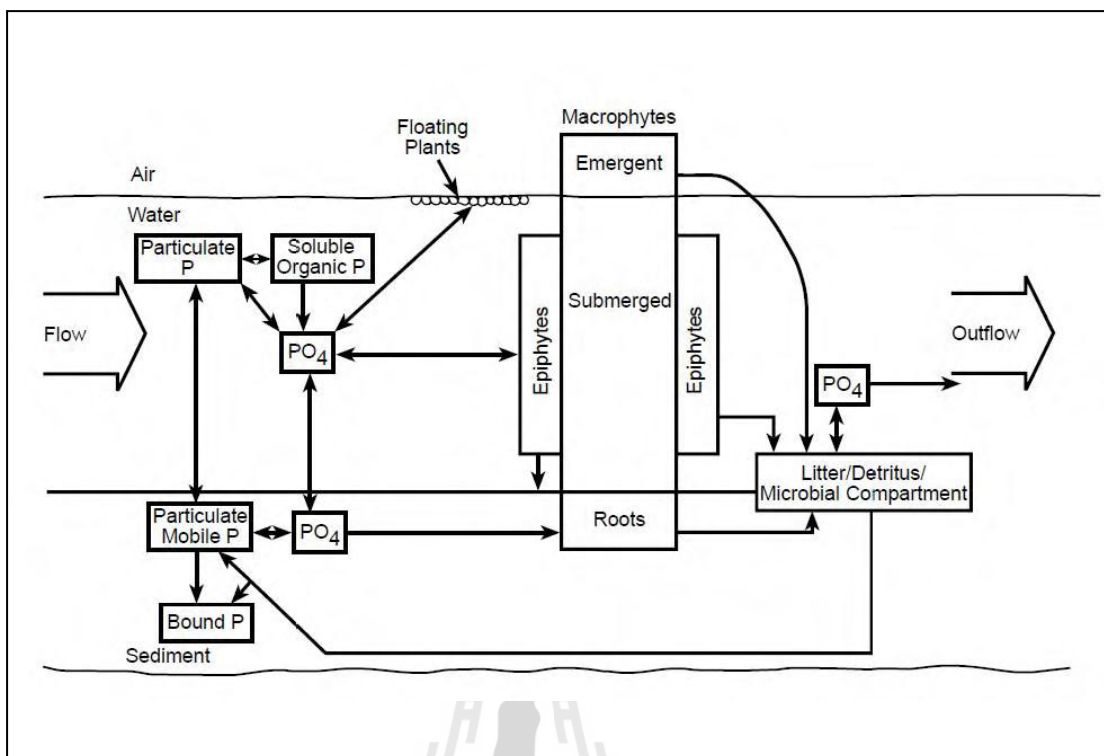 Macrophytes
Floating
Plants
Emergent
Air
Water
Particulate
P
Soluble
Organic P
Submerged
Flow
Epiphytes
Epiphytes
Outflow
PO4
PO4
Litter/Detritus/
Microbial Compartment
Particulate
Mobile P
PO4
Roots
Bound P
Sediment